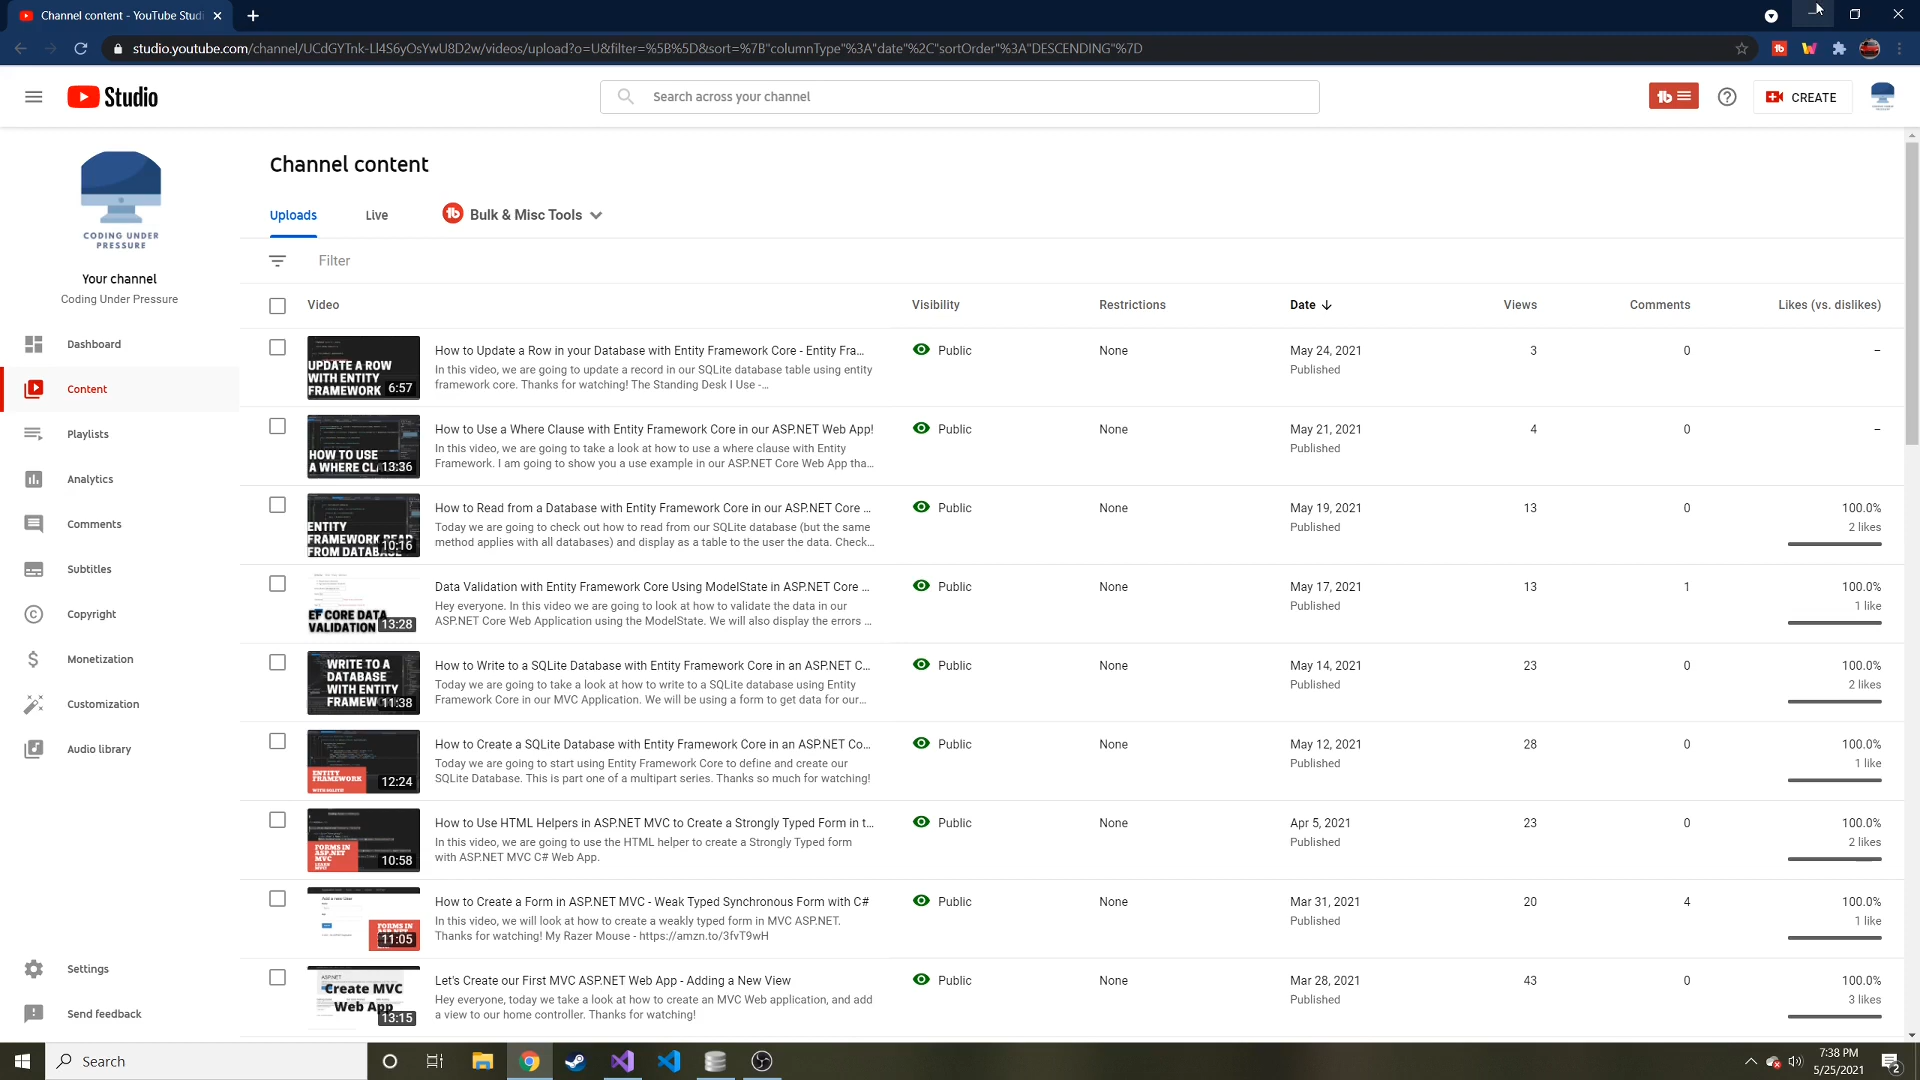 Channel content - YouTube Studi
studio.youtube.com/channel/UCdGYTnk-Ll4S6yOsYwU8D2w/videos/upload?o=U&filter=%5B%5D&sort=%7B"columnType"%3A"date"%2C"sortOrder"%3A"DESCENDING"%7D
Studio
Search across your channel
CREATE
CODING UNDER
PRESSURE
Your channel
Coding Under Pressure
Dashboard
Content
Playlists
Analytics
Comments
Subtitles
Copyright
Monetization
Customization
Audio library
Settings
Send feedback
Channel content
Uploads Live Bulk & Misc Tools
Filter
Video Visibility Restrictions Date Views Comments Likes (vs. dislikes)
UPDATE A ROW
WITH ENTITY
FRAMEWORK 6:57
How to Update a Row in your Database with Entity Framework Core - Entity Fra... Public None May 24, 2021 3 0 –
In this video, we are going to update a record in our SQLite database table using entity Published
framework core. Thanks for watching! The Standing Desk I Use -...
HOW TO USE
A WHERE CLA 13:36
How to Use a Where Clause with Entity Framework Core in our ASP.NET Web App! Public None May 21, 2021 4 0 –
In this video, we are going to take a look at how to use a where clause with Entity Published
Framework. I am going to show you a use example in our ASP.NET Core Web App tha...
ENTITY
FRAMEWORK READ
FROM DATABASE 10:16
How to Read from a Database with Entity Framework Core in our ASP.NET Core ... Public None May 19, 2021 13 0 100.0%
Today we are going to check out how to read from our SQLite database (but the same Published 2 likes
method applies with all databases) and display as a table to the user the data. Check...
EF CORE DATA
VALIDATION 13:28
Data Validation with Entity Framework Core Using ModelState in ASP.NET Core ... Public None May 17, 2021 13 1 100.0%
Hey everyone. In this video we are going to look at how to validate the data in our Published 1 like
ASP.NET Core Web Application using the ModelState. We will also display the errors ...
WRITE TO A
DATABASE
WITH ENTITY
FRAMEW 11:38
How to Write to a SQLite Database with Entity Framework Core in an ASP.NET C... Public None May 14, 2021 23 0 100.0%
Today we are going to take a look at how to write to a SQLite database using Entity Published 2 likes
Framework Core in our MVC Application. We will be using a form to get data for our...
ENTITY
FRAMEWORK
WITH SQLITE 12:24
How to Create a SQLite Database with Entity Framework Core in an ASP.NET Co... Public None May 12, 2021 28 0 100.0%
Today we are going to start using Entity Framework Core to define and create our Published 1 like
SQLite Database. This is part one of a multipart series. Thanks so much for watching!
FORMS IN
ASP.NET
MVC 10:58
How to Use HTML Helpers in ASP.NET MVC to Create a Strongly Typed Form in t... Public None Apr 5, 2021 23 0 100.0%
In this video, we are going to use the HTML helper to create a Strongly Typed form Published 2 likes
with ASP.NET MVC C# Web App.
FORMS IN
11:05
How to Create a Form in ASP.NET MVC - Weak Typed Synchronous Form with C# Public None Mar 31, 2021 20 4 100.0%
In this video, we will look at how to create a weakly typed form in MVC ASP.NET. Published 1 like
Thanks for watching! My Razer Mouse - https://amzn.to/3fvT9wH
ASP.NET
Create MVC
Web App 13:15
Let's Create our First MVC ASP.NET Web App - Adding a New View Public None Mar 28, 2021 43 0 100.0%
Hey everyone, today we take a look at how to create an MVC Web application, and add Published 3 likes
a view to our home controller. Thanks for watching!
Search
7:38 PM
5/25/2021
2